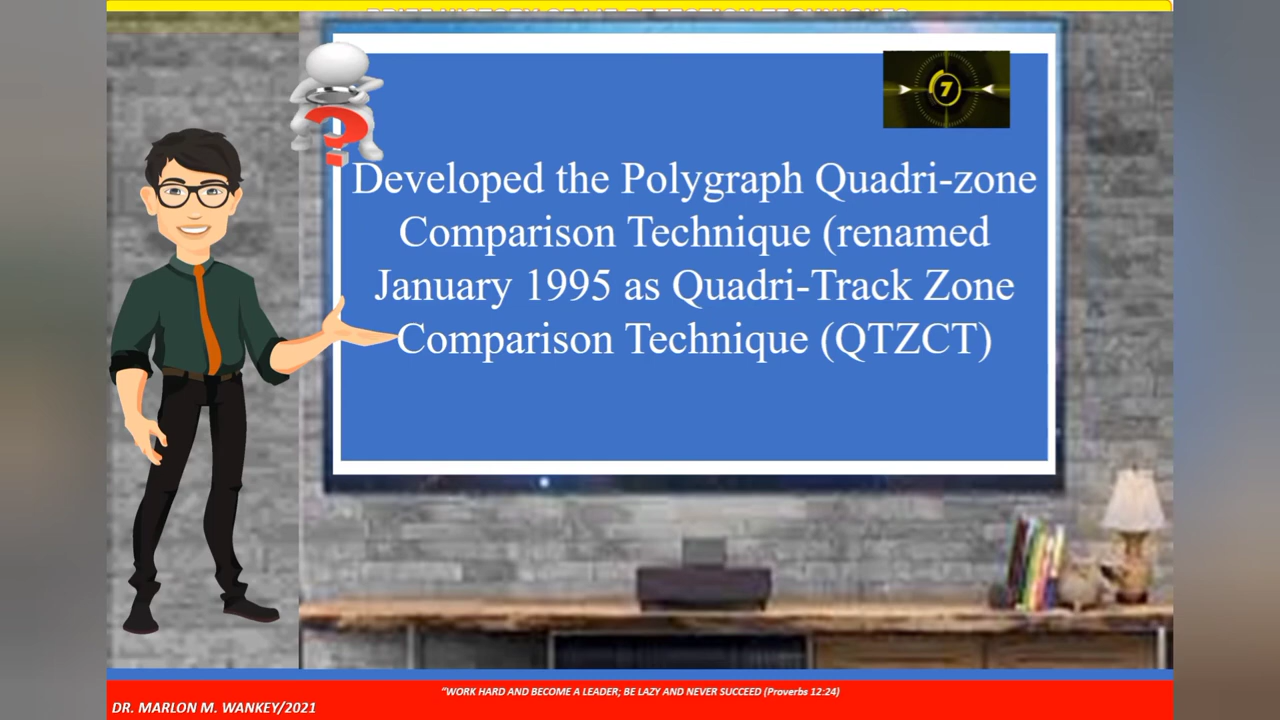 7
Developed the Polygraph Quadri-zone
Comparison Technique (renamed
January 1995 as Quadri-Track Zone
Comparison Technique (QTZCT)
"WORK HARD AND BECOME A LEADER; BE LAZY AND NEVER SUCCEED (Proverbs 12:24)
DR. MARLON M. WANKEY/2021